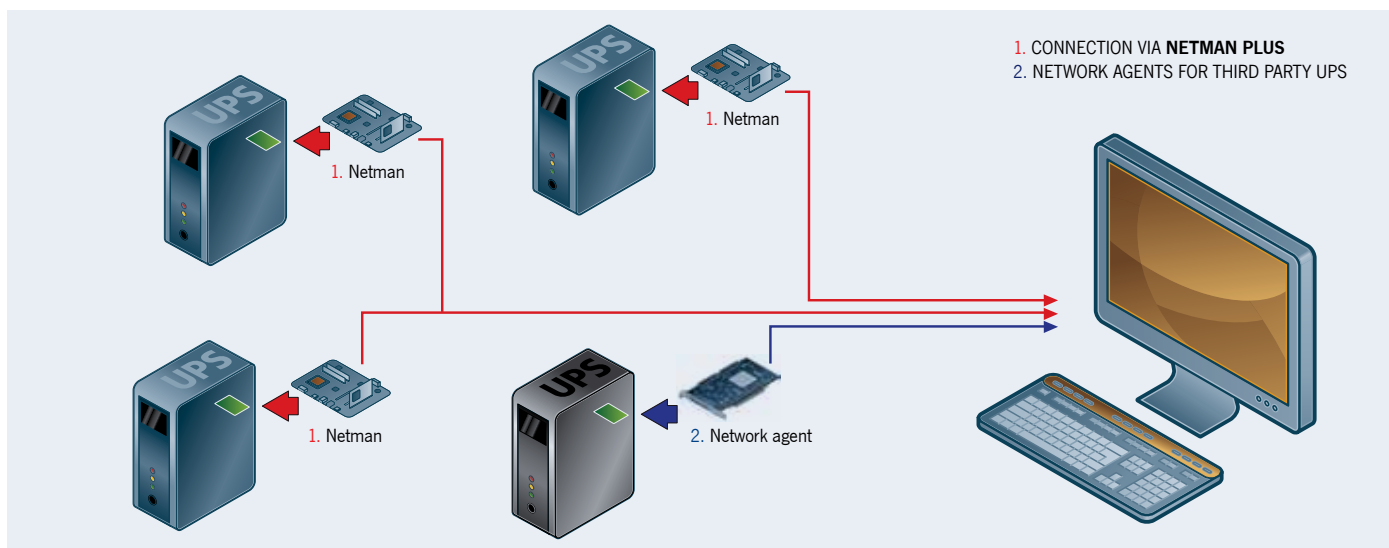 UPS
1. Netman
UPS
1. Netman
1. CONNECTION VIA NETMAN PLUS
2. NETWORK AGENTS FOR THIRD PARTY UPS
UPS
1. Netman
UPS
2. Network agent